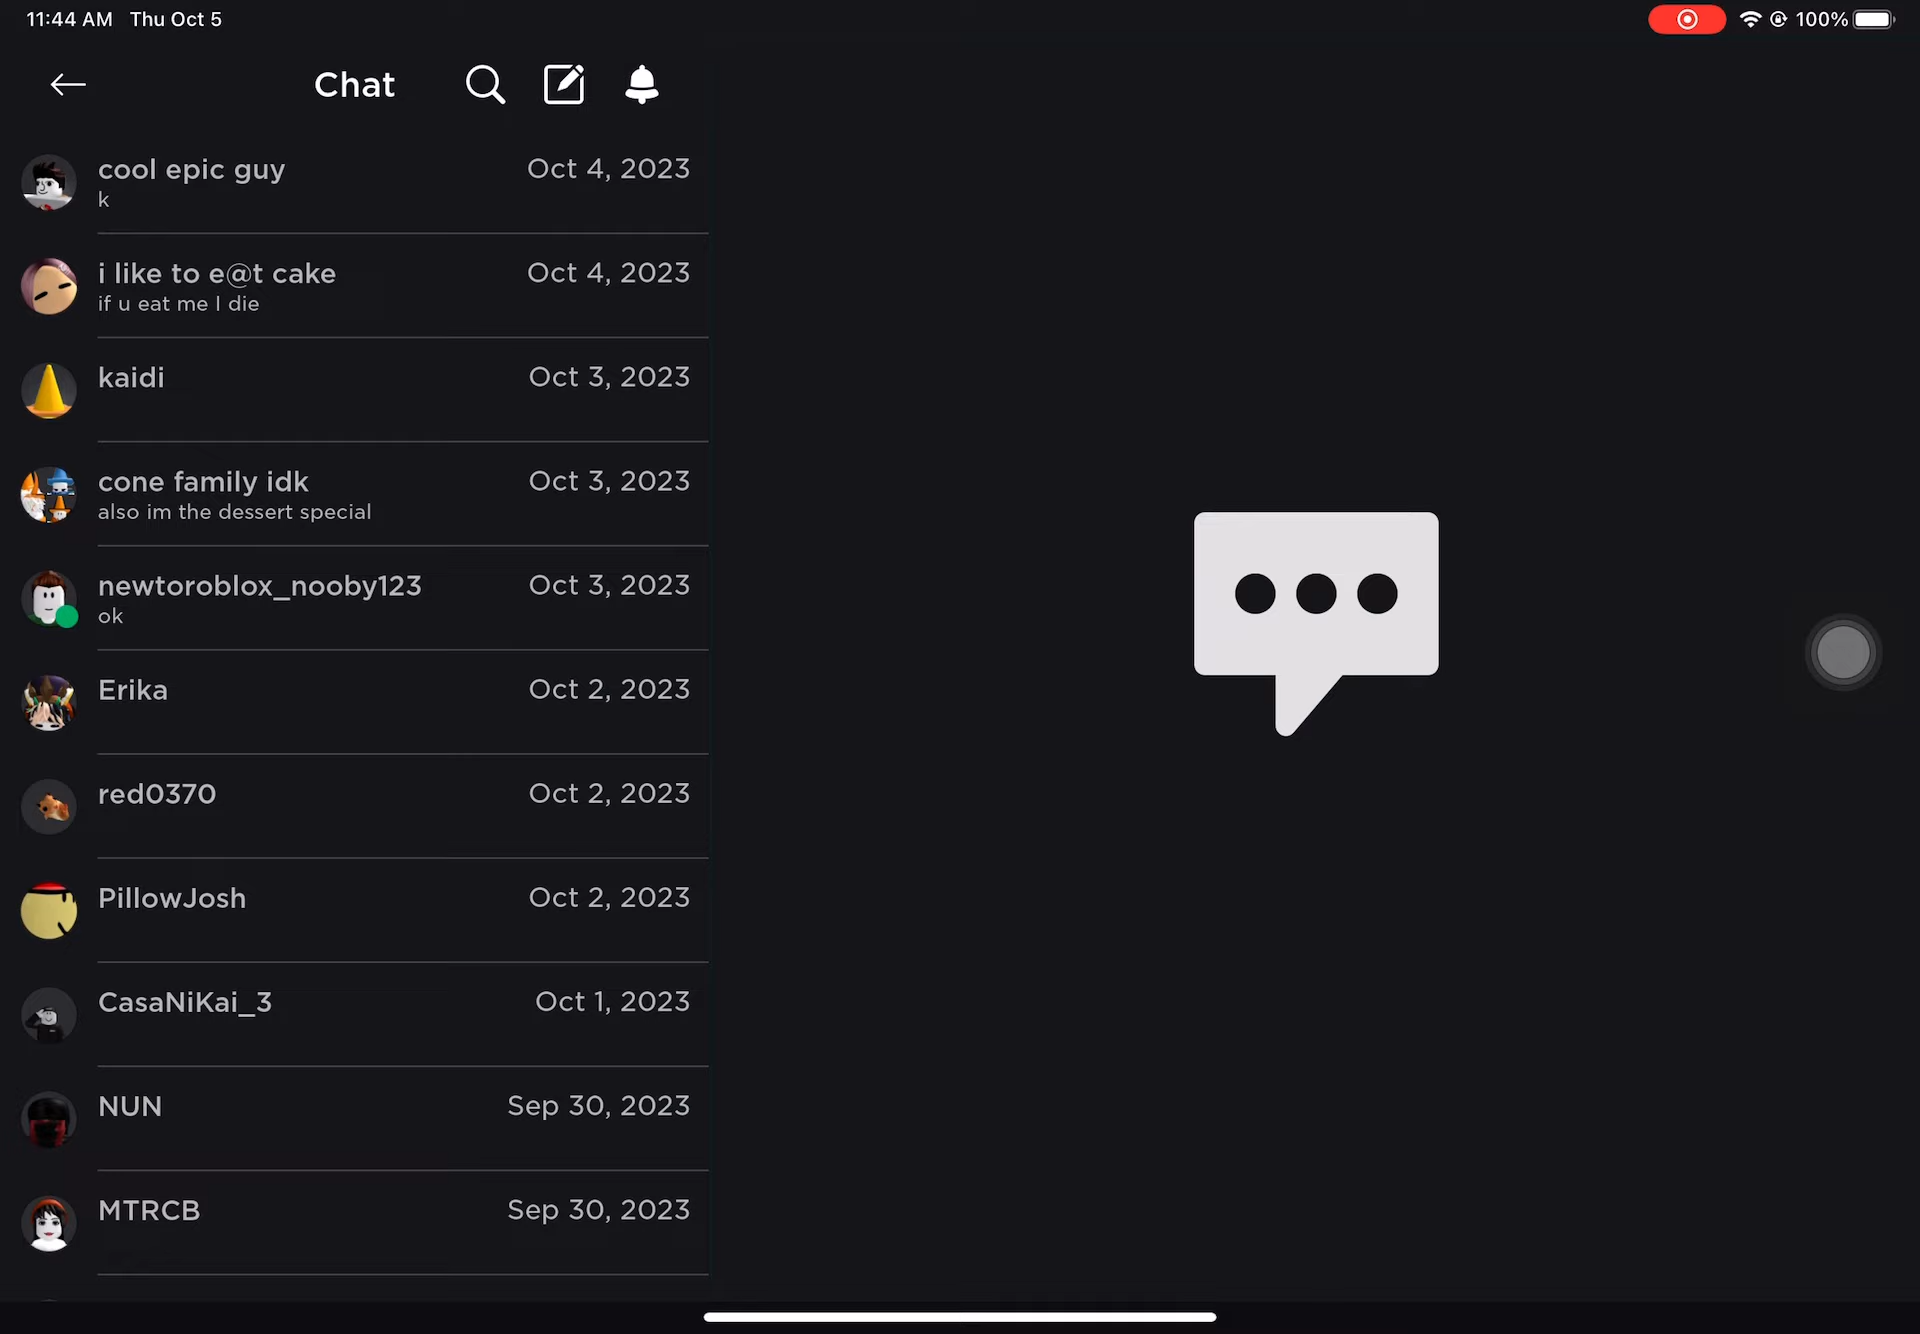 11:44 AM Thu Oct 5
100%
Chat
cool epic guy Oct 4, 2023
k
i like to e@t cake Oct 4, 2023
if u eat me I die
kaidi Oct 3, 2023
cone family idk Oct 3, 2023
also im the dessert special
newtoroblox_nooby123 Oct 3, 2023
ok
Erika Oct 2, 2023
red0370 Oct 2, 2023
PillowJosh Oct 2, 2023
CasaNiKai_3 Oct 1, 2023
NUN Sep 30, 2023
MTRCB Sep 30, 2023